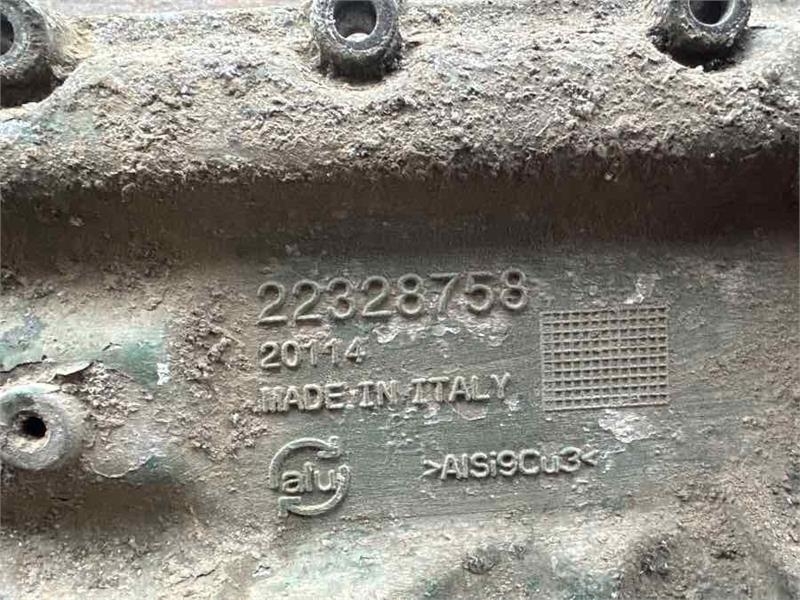 22328758
20114
MADE IN ITALY
alu
>AlSi9Cu3<